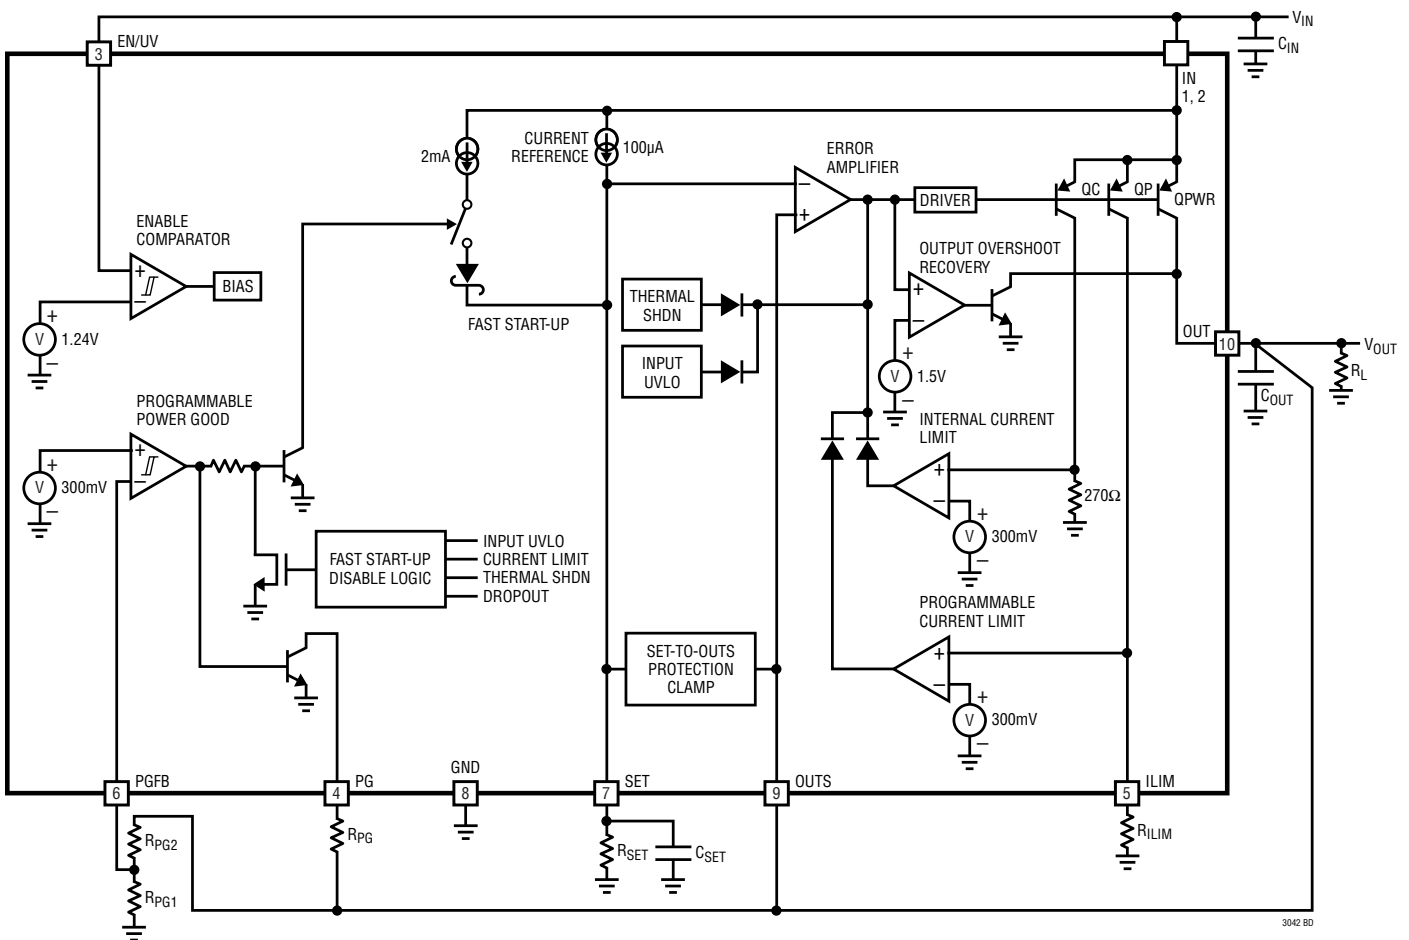 VIN
3
EN/UV
CIN
IN
1, 2
2mA
CURRENT
REFERENCE
100µA
ERROR
AMPLIFIER
–
+
DRIVER
QC
QP
QPWR
ENABLE
COMPARATOR
+
–
BIAS
+
V
–
1.24V
FAST START-UP
THERMAL
SHDN
INPUT
UVLO
OUTPUT OVERSHOOT
RECOVERY
+
–
+
V
–
1.5V
OUT
10
VOUT
COUT
RL
PROGRAMMABLE
POWER GOOD
+
–
+
V
–
300mV
INTERNAL CURRENT
LIMIT
+
–
+
V
–
300mV
270Ω
FAST START-UP
DISABLE LOGIC
INPUT UVLO
CURRENT LIMIT
THERMAL SHDN
DROPOUT
SET-TO-OUTS
PROTECTION
CLAMP
PROGRAMMABLE
CURRENT LIMIT
+
–
+
V
–
300mV
6
PGFB
4
PG
GND
8
7
SET
9
OUTS
5
ILIM
RPG2
RPG1
RPG
RSET
CSET
RILIM
3042 BD